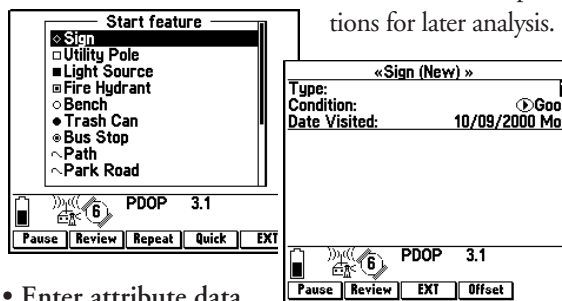 tions for later analysis.
Start feature
Sign
Utility Pole
Light Source
Fire Hydrant
Bench
Trash Can
Bus Stop
Path
Park Road
6 PDOP 3.1
Pause Review Repeat Quick EXT
«Sign (New) »
Type:
Condition: Goo
Date Visited: 10/09/2000 Mo
6 PDOP 3.1
Pause Review EXT Offset
• Enter attribute data